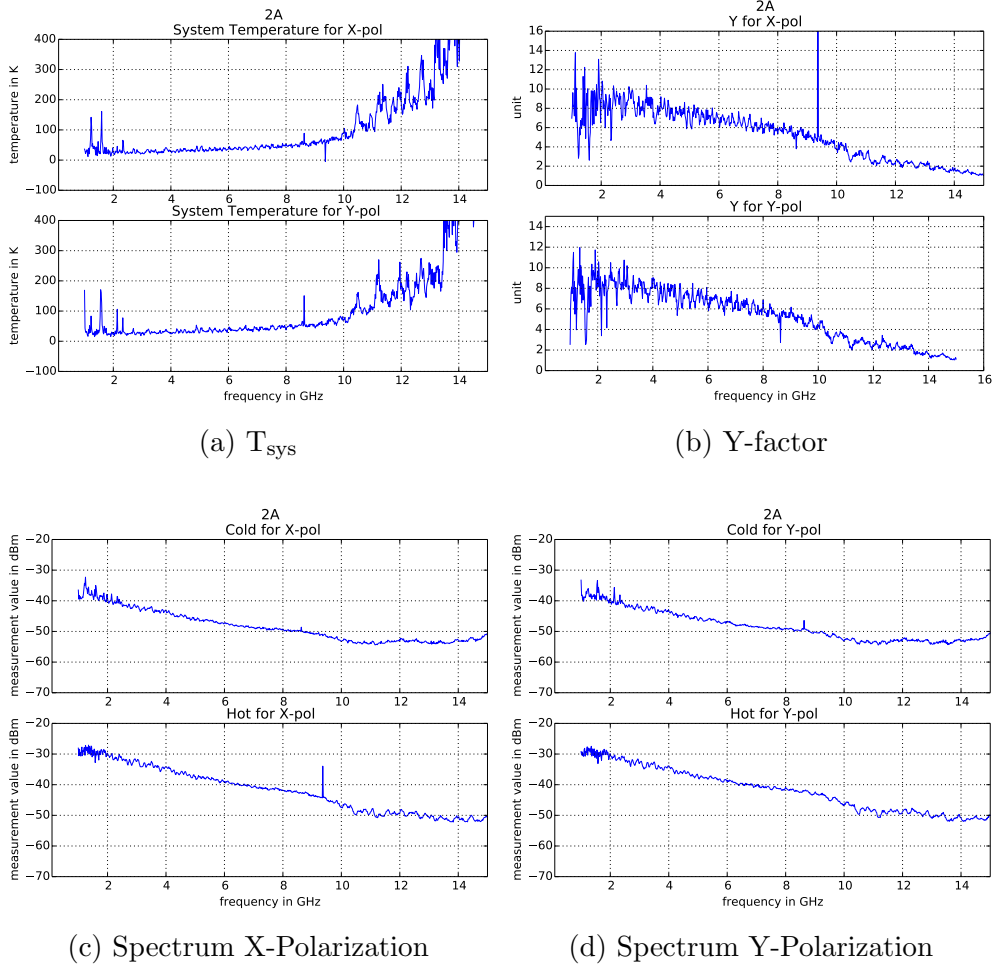 2A
System Temperature for X-pol
temperature in K
400
300
200
100
0
−100
2 4 6 8 10 12 14
System Temperature for Y-pol
temperature in K
400
300
200
100
0
−100
2 4 6 8 10 12 14
frequency in GHz
(a) Tsys
2A
Y for X-pol
unit
16
14
12
10
8
6
4
2
0
2 4 6 8 10 12 14
Y for Y-pol
unit
14
12
10
8
6
4
2
0
2 4 6 8 10 12 14 16
frequency in GHz
(b) Y-factor
2A
Cold for X-pol
measurement value in dBm
−20
−30
−40
−50
−60
−70
2 4 6 8 10 12 14
Hot for X-pol
measurement value in dBm
−20
−30
−40
−50
−60
−70
2 4 6 8 10 12 14
frequency in GHz
(c) Spectrum X-Polarization
2A
Cold for Y-pol
measurement value in dBm
−20
−30
−40
−50
−60
−70
2 4 6 8 10 12 14
Hot for Y-pol
measurement value in dBm
−20
−30
−40
−50
−60
−70
2 4 6 8 10 12 14
frequency in GHz
(d) Spectrum Y-Polarization